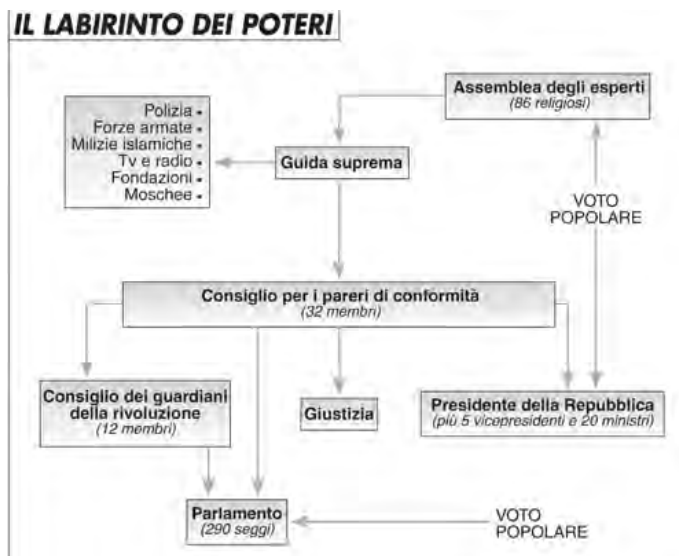 IL LABIRINTO DEI POTERI
Assemblea degli esperti
(86 religiosi)
Polizia •
Forze armate •
Milizie islamiche •
Tv e radio •
Fondazioni •
Moschee •
Guida suprema
VOTO
POPOLARE
Consiglio per i pareri di conformità
(32 membri)
Consiglio dei guardiani
della rivoluzione
(12 membri)
Giustizia
Presidente della Repubblica
(più 5 vicepresidenti e 20 ministri)
Parlamento
(290 seggi)
VOTO
POPOLARE